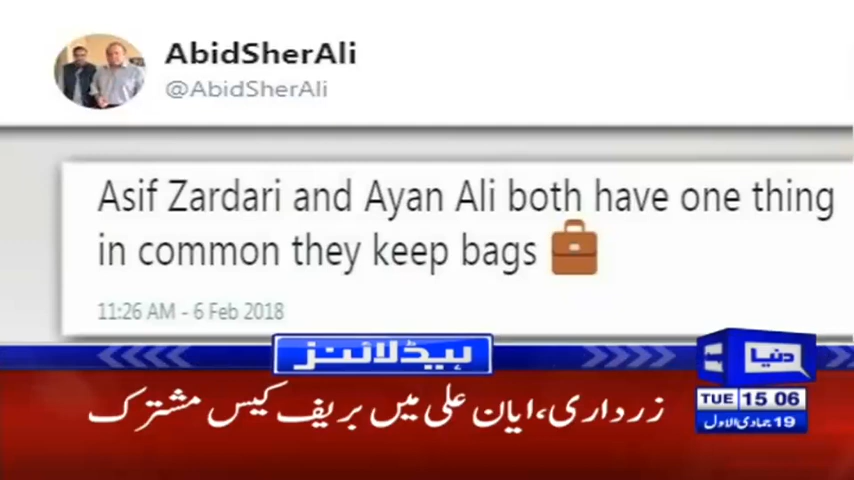 AbidSherAli
@AbidSherAli
Asif Zardari and Ayan Ali both have one thing
in common they keep bags
11:26 AM - 6 Feb 2018
ہیڈلائنز
دنیا
زرداری،ایان علی میں بریف کیس مشترک
TUE 15 06
19 جمادی الاول